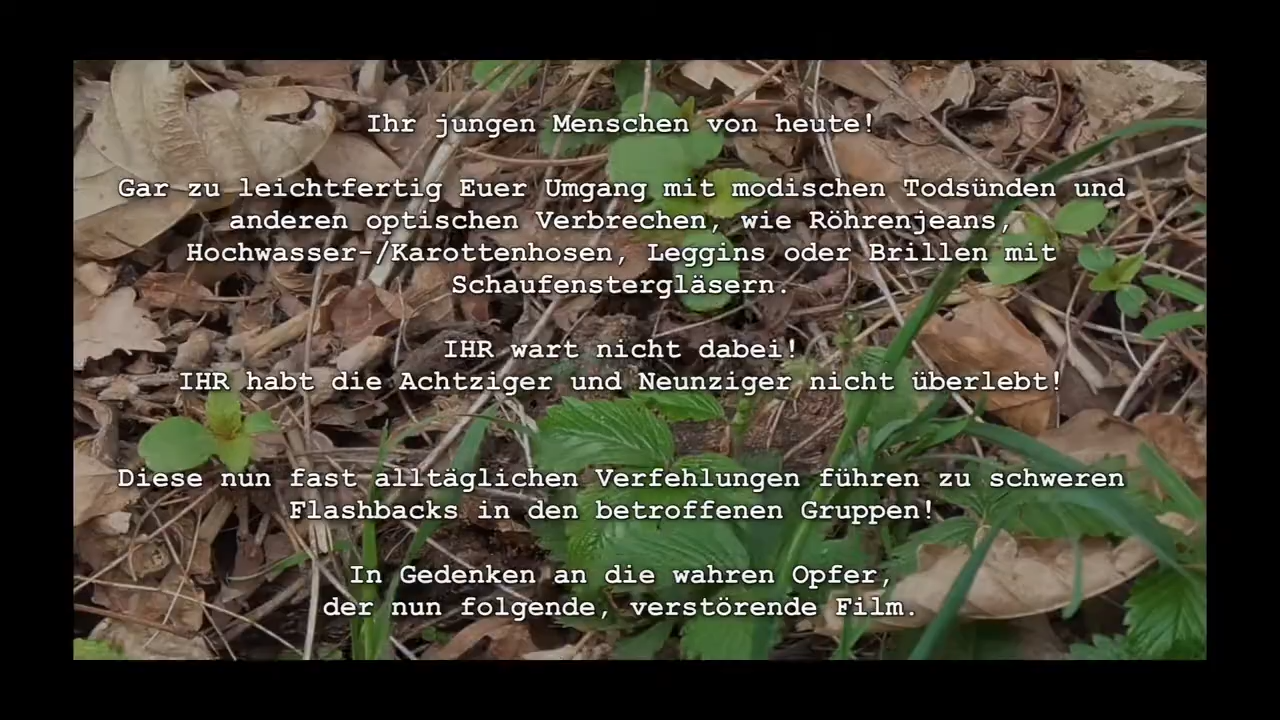 Ihr jungen Menschen von heute!
Gar zu leichtfertig Euer Umgang mit modischen Todsünden und
anderen optischen Verbrechen, wie Röhrenjeans,
Hochwasser-/Karottenhosen, Leggins oder Brillen mit
Schaufenstergläsern.
IHR wart nicht dabei!
IHR habt die Achtziger und Neunziger nicht überlebt!
Diese nun fast alltäglichen Verfehlungen führen zu schweren
Flashbacks in den betroffenen Gruppen!
In Gedenken an die wahren Opfer,
der nun folgende, verstörende Film.